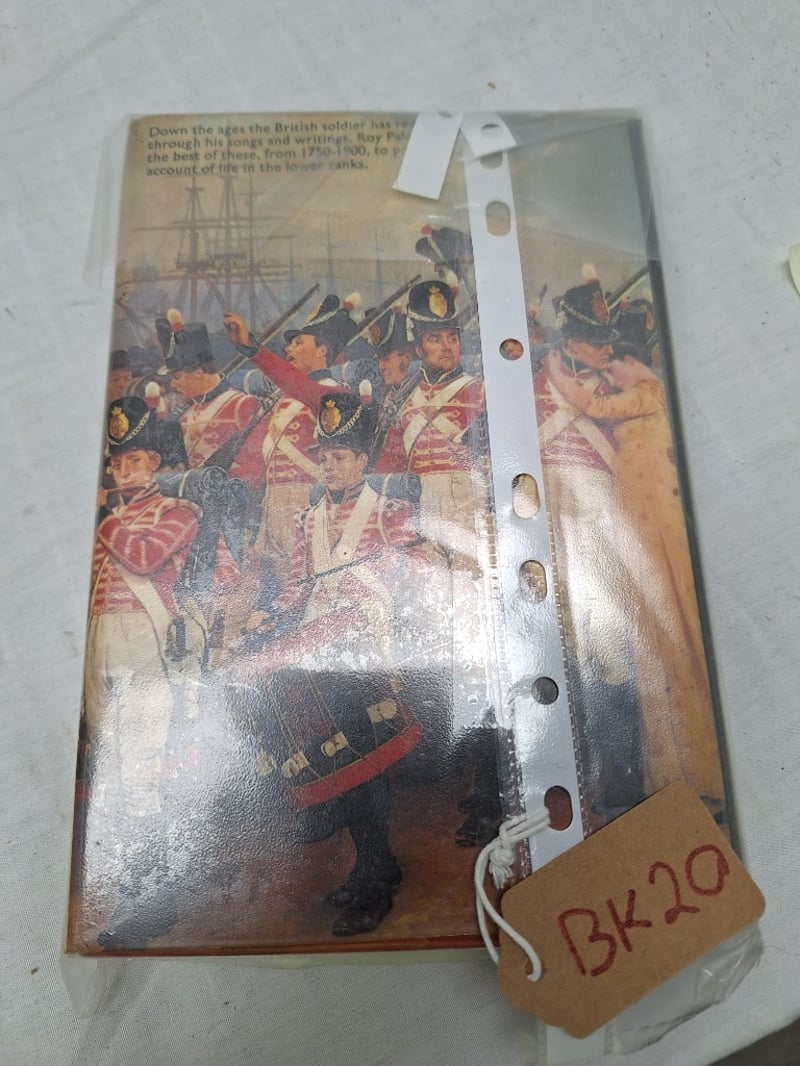 Down the ages the British soldier has re
through his songs and writings. Roy Pal
the best of these, from 1750-1900, to p
account of life in the lower ranks.
BK20